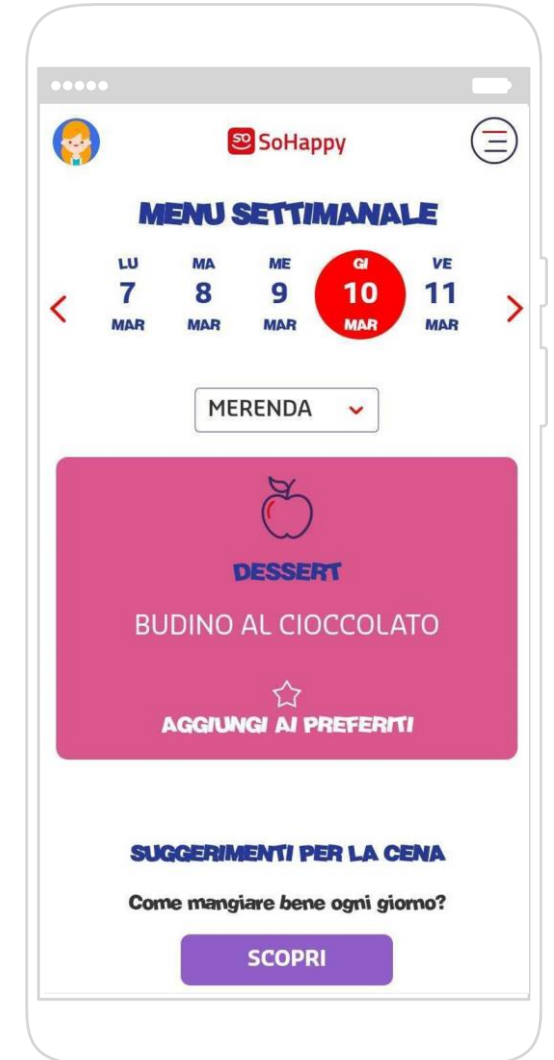 so SoHappy
MENU SETTIMANALE
LU MA ME GI VE
7 8 9 10 11
MAR MAR MAR MAR MAR
MERENDA
DESSERT
BUDINO AL CIOCCOLATO
AGGIUNGI AI PREFERITI
SUGGERIMENTI PER LA CENA
Come mangiare bene ogni giorno?
SCOPRI